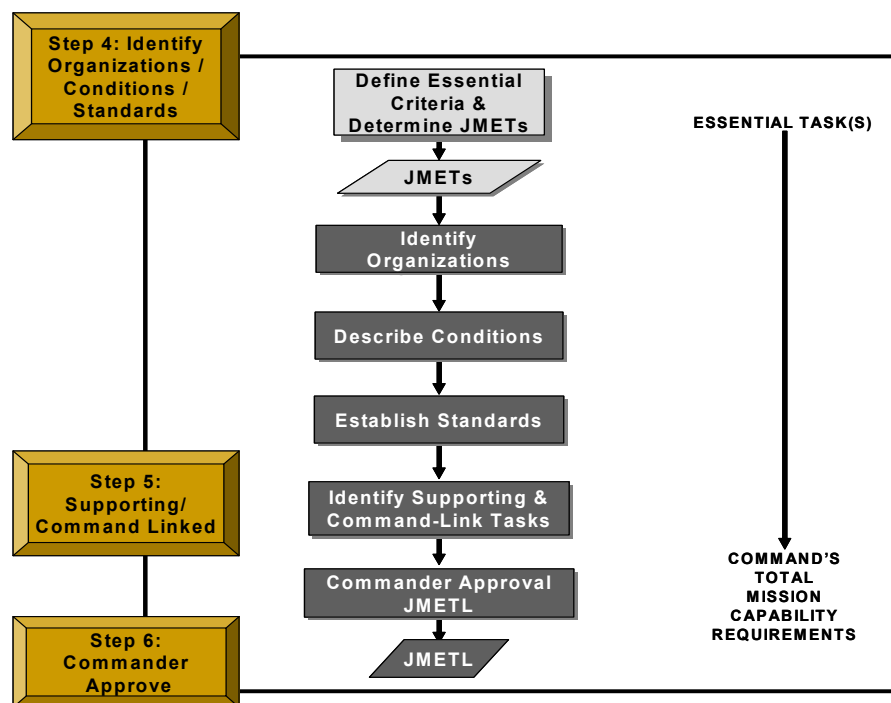 Step 4: Identify
Organizations /
Conditions /
Standards
Define Essential
Criteria &
Determine JMETs
JMETs
Identify
Organizations
Describe Conditions
Establish Standards
Step 5:
Supporting/
Command Linked
Identify Supporting &
Command-Link Tasks
Commander Approval
JMETL
Step 6:
Commander
Approve
JMETL
ESSENTIAL TASK(S)
COMMAND'S
TOTAL
MISSION
CAPABILITY
REQUIREMENTS